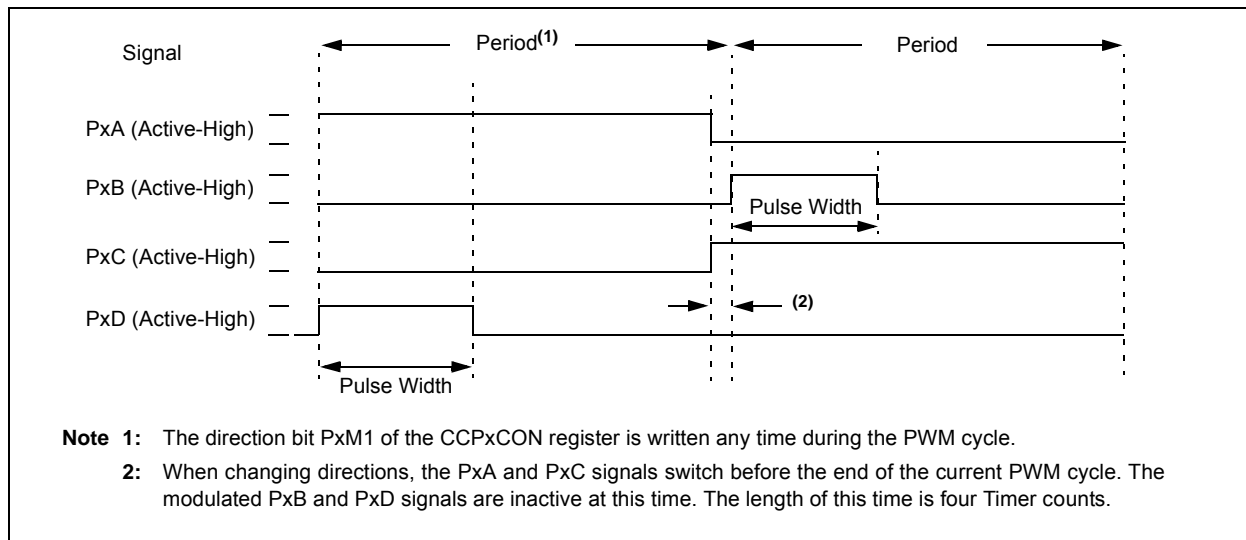 Signal
Period(1)
Period
PxA (Active-High)
PxB (Active-High)
Pulse Width
PxC (Active-High)
PxD (Active-High)
(2)
Pulse Width
Note 1: The direction bit PxM1 of the CCPxCON register is written any time during the PWM cycle.
2: When changing directions, the PxA and PxC signals switch before the end of the current PWM cycle. The
modulated PxB and PxD signals are inactive at this time. The length of this time is four Timer counts.